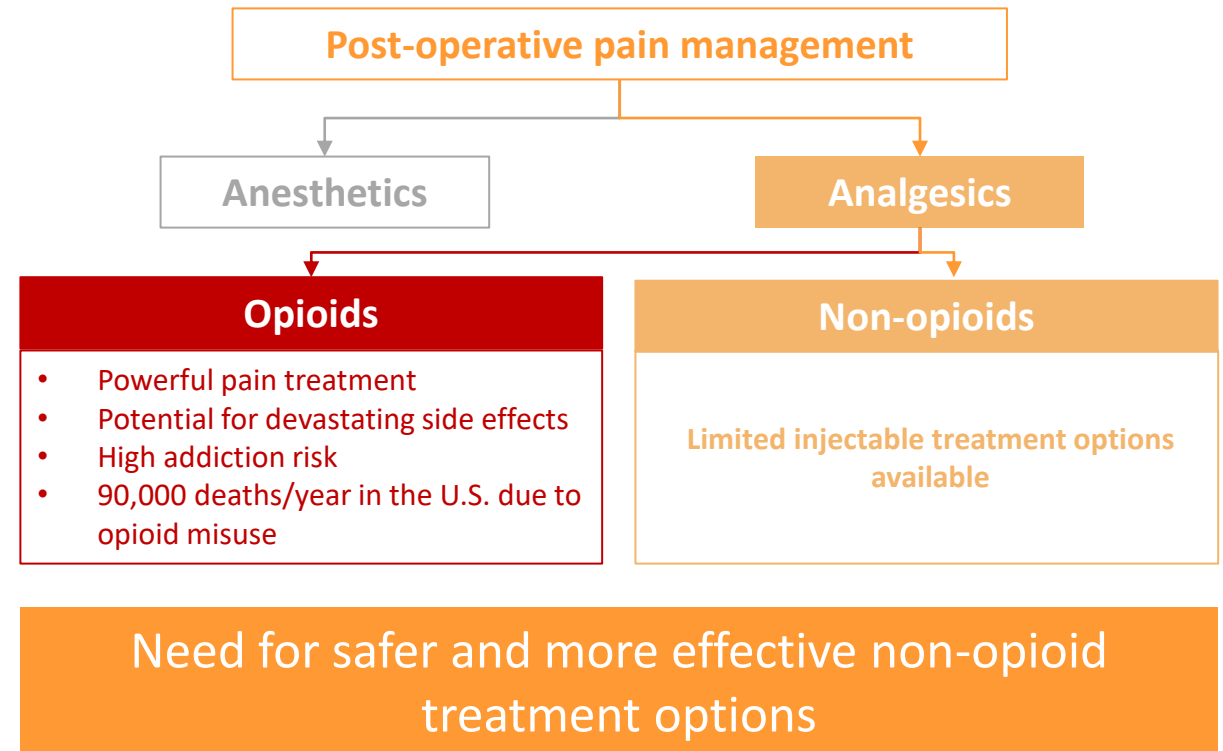 Post-operative pain management
Anesthetics
Analgesics
Opioids
• Powerful pain treatment
• Potential for devastating side effects
• High addiction risk
• 90,000 deaths/year in the U.S. due to
opioid misuse
Non-opioids
Limited injectable treatment options
available
Need for safer and more effective non-opioid
treatment options